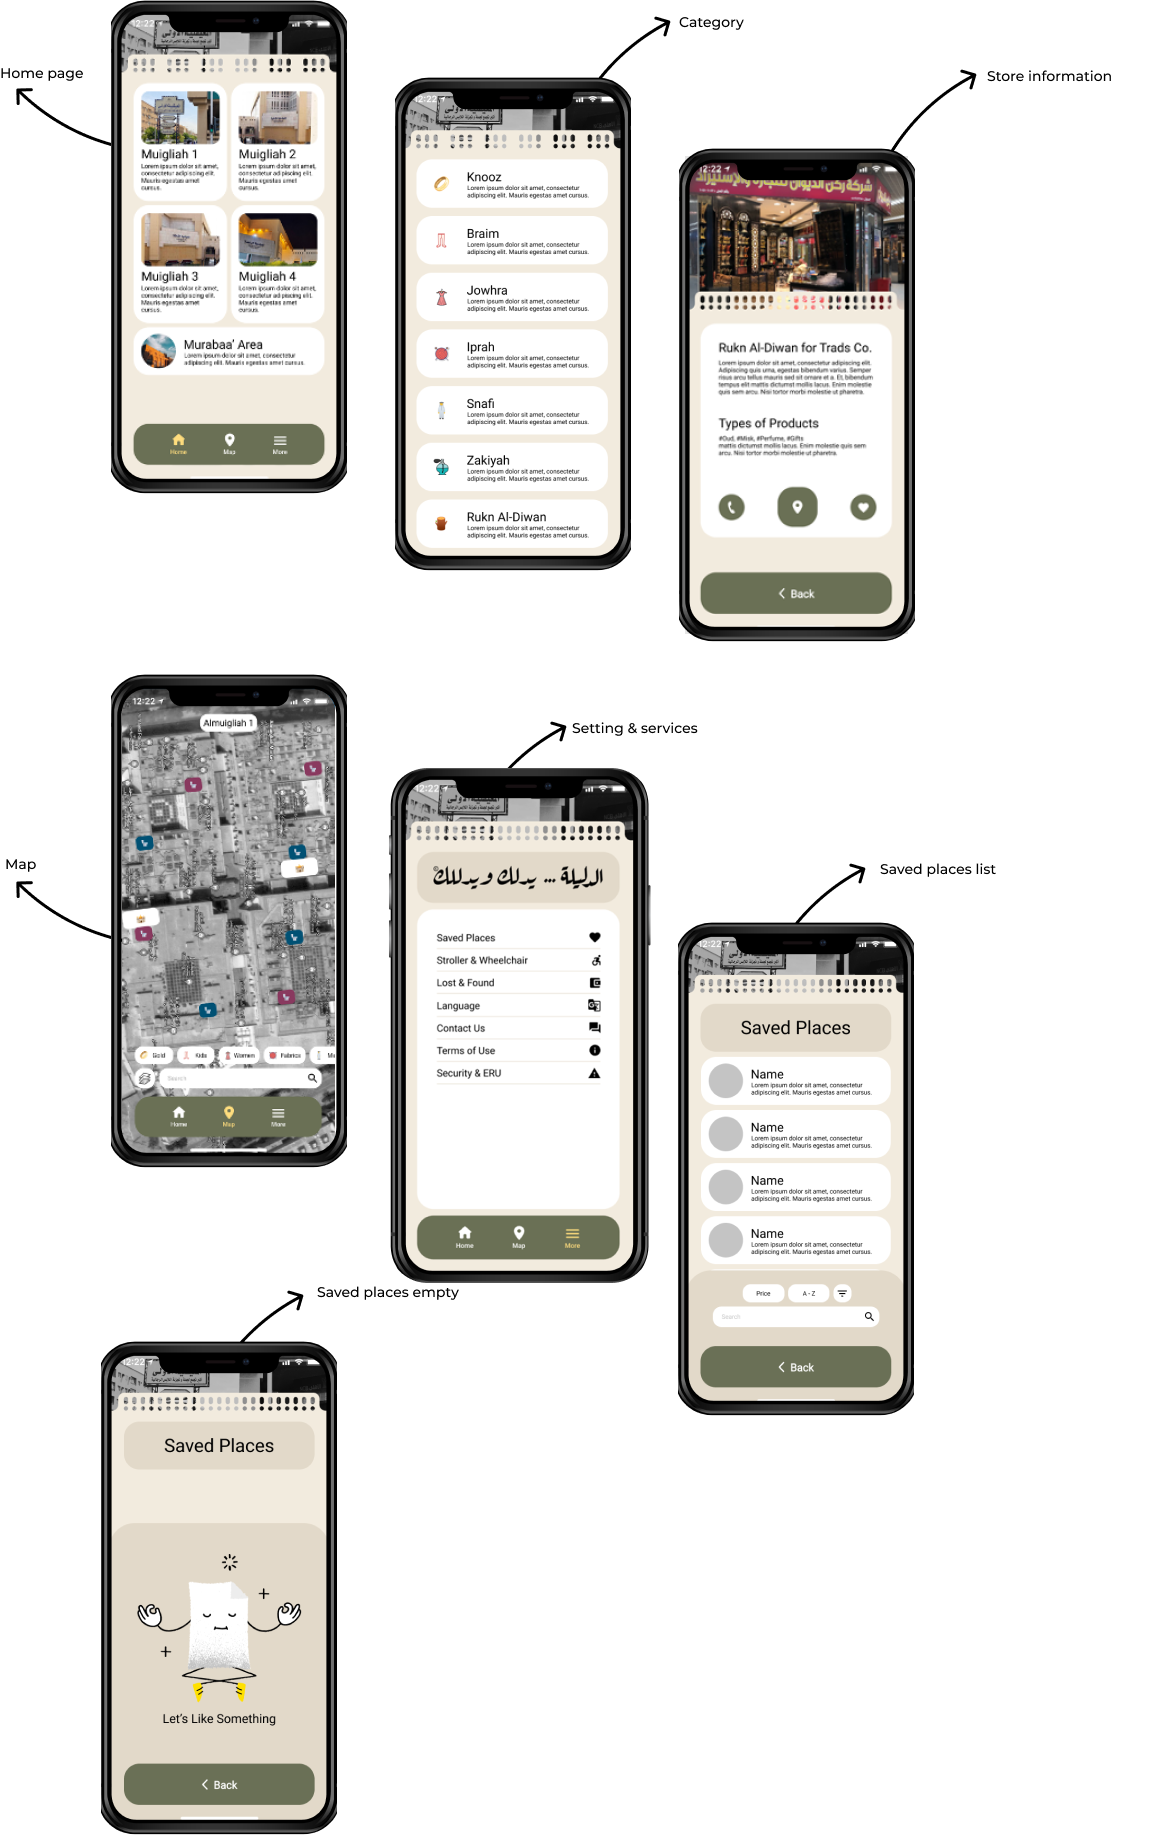 Home page
12:22
Muigliah 1
Lorem ipsum dolor sit amet,
consectetur adipiscing elit.
Mauris egestas amet
cursus.
Muigliah 2
Lorem ipsum dolor sit amet,
consectetur adipiscing elit.
Mauris egestas amet
cursus.
Muigliah 3
Lorem ipsum dolor sit amet,
consectetur adipiscing elit.
Mauris egestas amet
cursus.
Muigliah 4
Lorem ipsum dolor sit amet,
consectetur adipiscing elit.
Mauris egestas amet
cursus.
Murabaa' Area
Lorem ipsum dolor sit amet, consectetur
adipiscing elit. Mauris egestas amet cursus.
Home Map More
Category
12:22
Knooz
Lorem ipsum dolor sit amet, consectetur
adipiscing elit. Mauris egestas amet cursus.
Braim
Lorem ipsum dolor sit amet, consectetur
adipiscing elit. Mauris egestas amet cursus.
Jowhra
Lorem ipsum dolor sit amet, consectetur
adipiscing elit. Mauris egestas amet cursus.
Iprah
Lorem ipsum dolor sit amet, consectetur
adipiscing elit. Mauris egestas amet cursus.
Snafi
Lorem ipsum dolor sit amet, consectetur
adipiscing elit. Mauris egestas amet cursus.
Zakiyah
Lorem ipsum dolor sit amet, consectetur
adipiscing elit. Mauris egestas amet cursus.
Rukn Al-Diwan
Lorem ipsum dolor sit amet, consectetur
adipiscing elit. Mauris egestas amet cursus.
Store information
12:22
شركة ركن الديوان للتجارة والإستيراد
Rukn Al-Diwan for Trads Co.
Lorem ipsum dolor sit amet, consectetur adipiscing elit.
Adipiscing quis urna, egestas bibendum varius. Semper
risus arcu tellus mauris sed sit ornare et a. Et, bibendum
tempus elit mattis dictumst mollis lacus. Enim molestie
quis sem arcu. Nisi tortor morbi molestie ut pharetra.
Types of Products
#Oud, #Misk, #Perfume, #Gifts
mattis dictumst mollis lacus. Enim molestie quis sem
arcu. Nisi tortor morbi molestie ut pharetra.
Back
Map
12:22
Almuigliah 1
Gold Kids Women Fabrics
Search
Home Map More
Setting & services
12:22
الدليلة ... يدلك ويدللك
Saved Places
Stroller & Wheelchair
Lost & Found
Language
Contact Us
Terms of Use
Security & ERU
Home Map More
Saved places list
12:22
Saved Places
Name
Lorem ipsum dolor sit amet, consectetur
adipiscing elit. Mauris egestas amet cursus.
Name
Lorem ipsum dolor sit amet, consectetur
adipiscing elit. Mauris egestas amet cursus.
Name
Lorem ipsum dolor sit amet, consectetur
adipiscing elit. Mauris egestas amet cursus.
Name
Lorem ipsum dolor sit amet, consectetur
adipiscing elit. Mauris egestas amet cursus.
Price A - Z
Search
Back
Saved places empty
12:22
Saved Places
Let's Like Something
Back